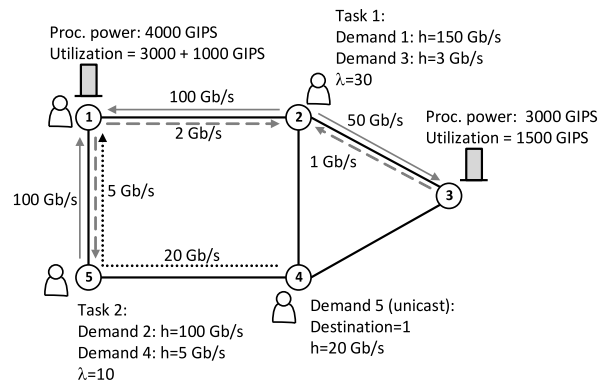 Proc. power: 4000 GIPS
Utilization = 3000 + 1000 GIPS
Task 1:
Demand 1: h=150 Gb/s
Demand 3: h=3 Gb/s
λ=30
100 Gb/s
1
2
2 Gb/s
50 Gb/s
1 Gb/s
Proc. power: 3000 GIPS
Utilization = 1500 GIPS
3
100 Gb/s
5 Gb/s
20 Gb/s
5
4
Task 2:
Demand 2: h=100 Gb/s
Demand 4: h=5 Gb/s
λ=10
Demand 5 (unicast):
Destination=1
h=20 Gb/s